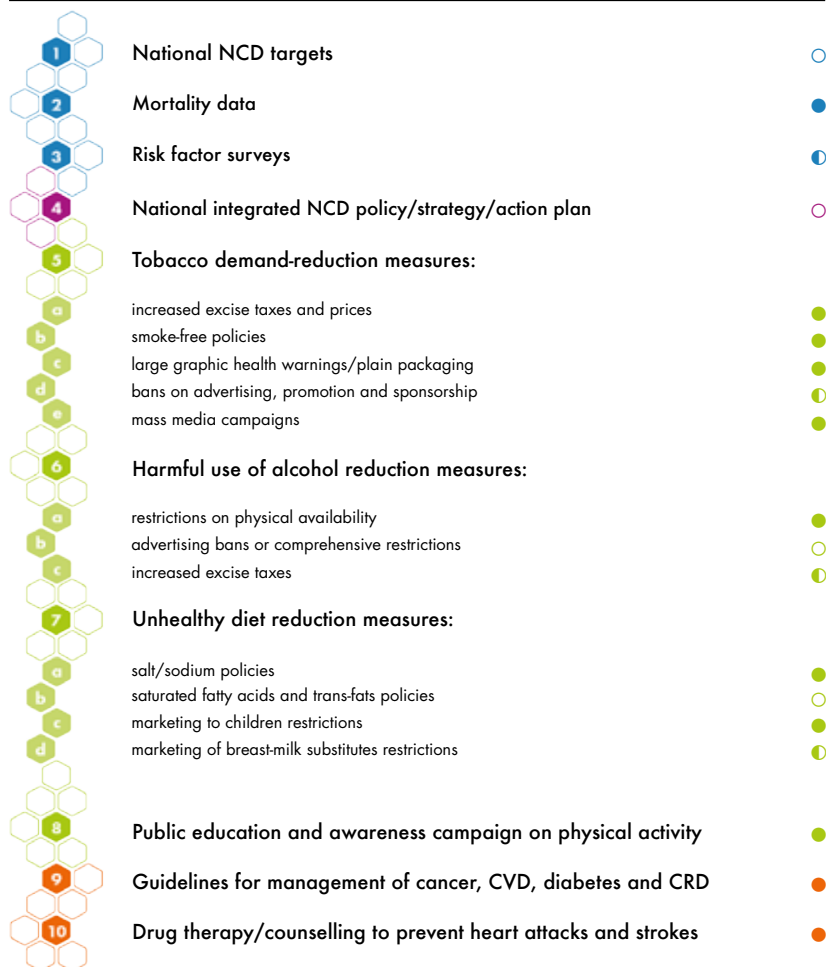 1 National NCD targets ○
2 Mortality data ●
3 Risk factor surveys ◐
4 National integrated NCD policy/strategy/action plan ○
5 Tobacco demand-reduction measures:
a increased excise taxes and prices ●
b smoke-free policies ●
c large graphic health warnings/plain packaging ●
d bans on advertising, promotion and sponsorship ◐
e mass media campaigns ●
6 Harmful use of alcohol reduction measures:
a restrictions on physical availability ●
b advertising bans or comprehensive restrictions ○
c increased excise taxes ◐
7 Unhealthy diet reduction measures:
a salt/sodium policies ●
b saturated fatty acids and trans-fats policies ○
c marketing to children restrictions ●
d marketing of breast-milk substitutes restrictions ◐
8 Public education and awareness campaign on physical activity ●
9 Guidelines for management of cancer, CVD, diabetes and CRD ●
10 Drug therapy/counselling to prevent heart attacks and strokes ●